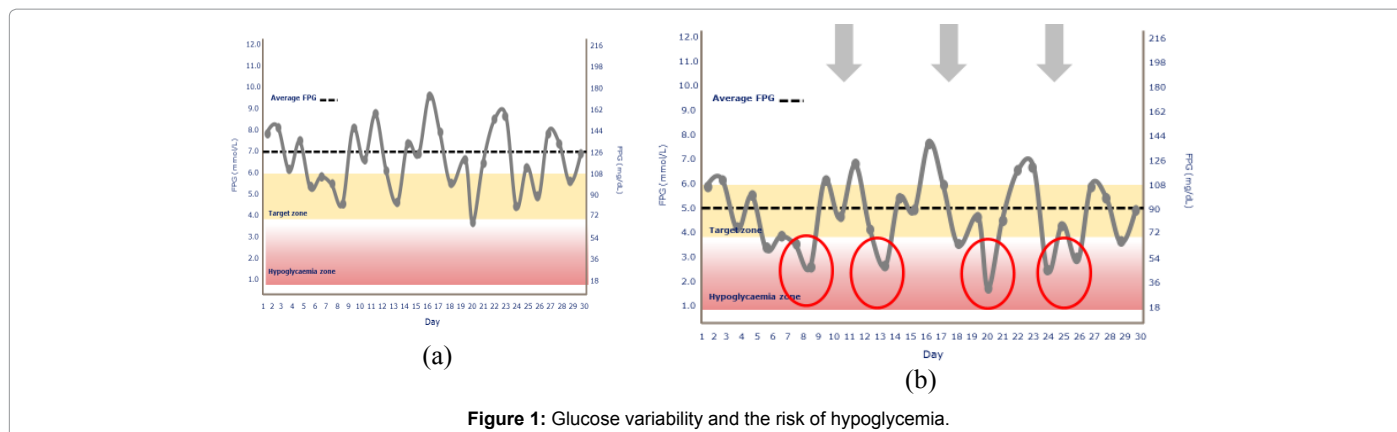 12.0
11.0
10.0
9.0
8.0
7.0
6.0
5.0
4.0
3.0
2.0
1.0
FPG (mmol/L)
Average FPG
Target zone
Hypoglycaemia zone
216
198
180
162
144
126
108
90
72
54
36
18
FPG (mg/dL)
1 2 3 4 5 6 7 8 9 10 11 12 13 14 15 16 17 18 19 20 21 22 23 24 25 26 27 28 29 30
Day
(a)
12.0
11.0
10.0
9.0
8.0
7.0
6.0
5.0
4.0
3.0
2.0
1.0
FPG (mmol/L)
Average FPG
Target zone
Hypoglycaemia zone
216
198
180
162
144
126
108
90
72
54
36
18
FPG (mg/dL)
1 2 3 4 5 6 7 8 9 10 11 12 13 14 15 16 17 18 19 20 21 22 23 24 25 26 27 28 29 30
Day
(b)
Figure 1: Glucose variability and the risk of hypoglycemia.